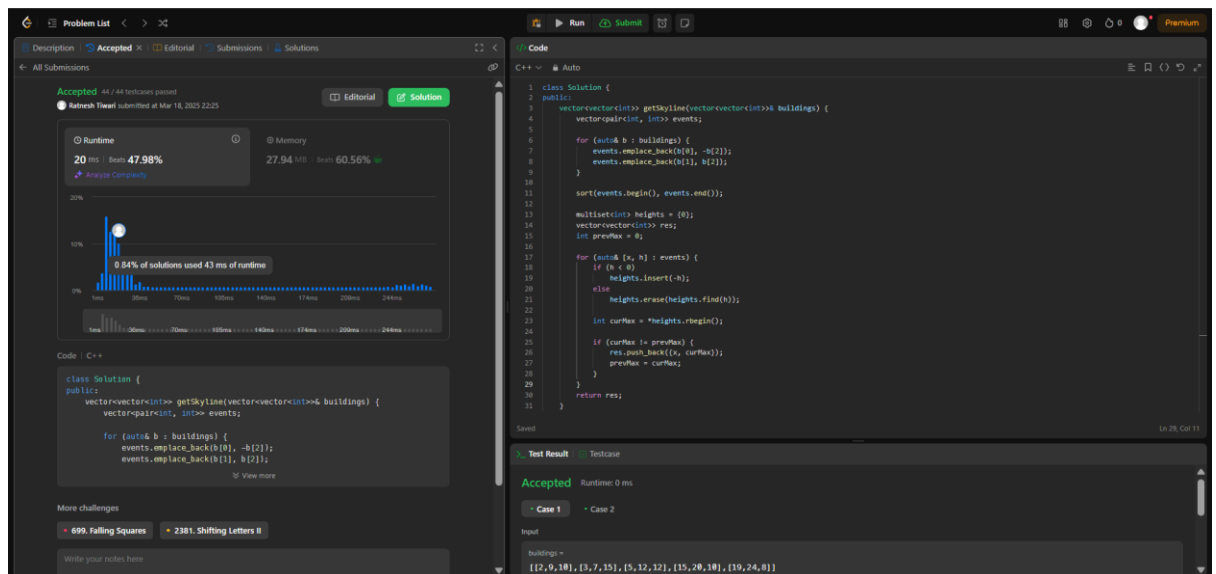 Problem List
Run
Submit
0
Premium
Description
Accepted
Editorial
Submissions
Solutions
All Submissions
Accepted 44 / 44 testcases passed
Ratnesh Tiwari submitted at Mar 18, 2025 22:25
Editorial
Solution
Runtime
20 ms | Beats 47.98%
Analyze Complexity
Memory
27.94 MB | Beats 60.56%
20%
10%
0%
0.84% of solutions used 43 ms of runtime
1ms 36ms 70ms 105ms 140ms 174ms 209ms 244ms
1ms 36ms 70ms 105ms 140ms 174ms 209ms 244ms
Code | C++
class Solution {
public:
vector<vector<int>> getSkyline(vector<vector<int>>& buildings) {
vector<pair<int, int>> events;
for (auto& b : buildings) {
events.emplace_back(b[0], -b[2]);
events.emplace_back(b[1], b[2]);
View more
More challenges
699. Falling Squares
2381. Shifting Letters II
Write your notes here
</> Code
C++ Auto
1 class Solution {
2 public:
3 vector<vector<int>> getSkyline(vector<vector<int>>& buildings) {
4 vector<pair<int, int>> events;
5
6 for (auto& b : buildings) {
7 events.emplace_back(b[0], -b[2]);
8 events.emplace_back(b[1], b[2]);
9 }
10
11 sort(events.begin(), events.end());
12
13 multiset<int> heights = {0};
14 vector<vector<int>> res;
15 int prevMax = 0;
16
17 for (auto& [x, h] : events) {
18 if (h < 0)
19 heights.insert(-h);
20 else
21 heights.erase(heights.find(h));
22
23 int curMax = *heights.rbegin();
24
25 if (curMax != prevMax) {
26 res.push_back({x, curMax});
27 prevMax = curMax;
28 }
29 }
30 return res;
31 }
Saved
Ln 29, Col 11
Test Result
Testcase
Accepted Runtime: 0 ms
Case 1
Case 2
Input
buildings =
[[2,9,10],[3,7,15],[5,12,12],[15,20,10],[19,24,8]]